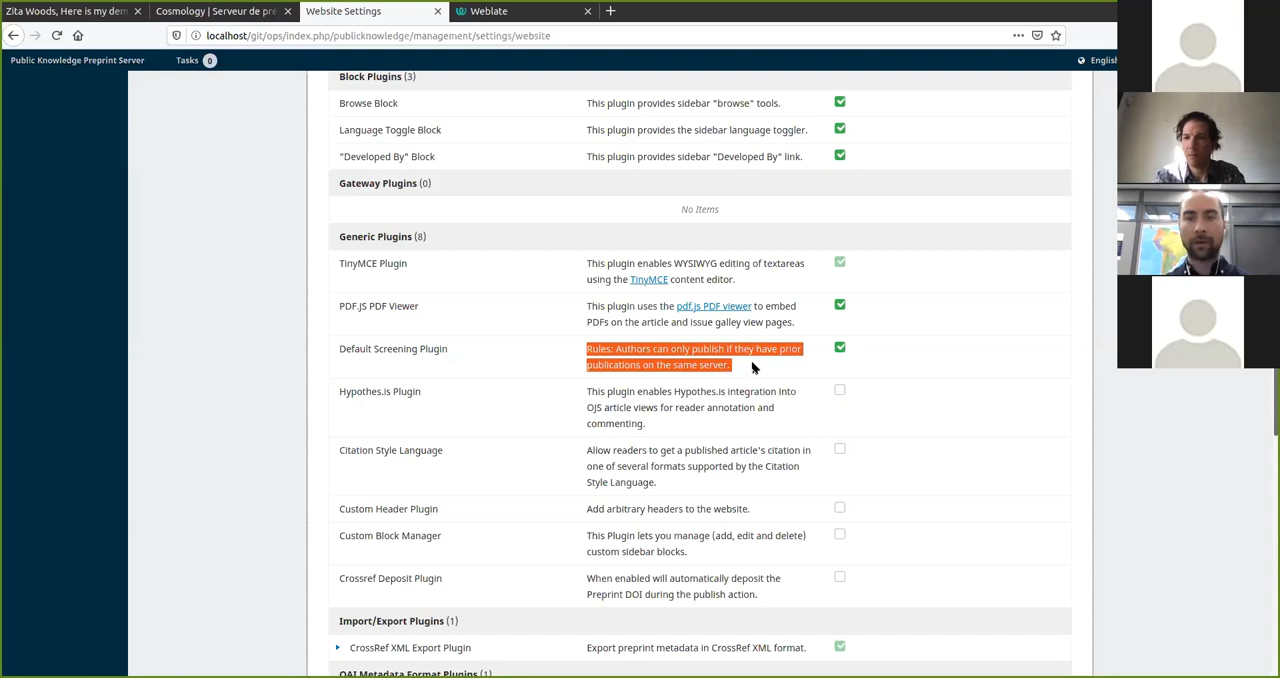 Zita Woods, Here is my dem
Cosmology | Serveur de pré
Website Settings
Weblate
localhost/git/ops/index.php/publicknowledge/management/settings/website
Public Knowledge Preprint Server
Tasks 0
English
Block Plugins (3)
Browse Block
This plugin provides sidebar "browse" tools.
Language Toggle Block
This plugin provides the sidebar language toggler.
"Developed By" Block
This plugin provides sidebar "Developed By" link.
Gateway Plugins (0)
No Items
Generic Plugins (8)
TinyMCE Plugin
This plugin enables WYSIWYG editing of textareas
using the TinyMCE content editor.
PDF.JS PDF Viewer
This plugin uses the pdf.js PDF viewer to embed
PDFs on the article and issue galley view pages.
Default Screening Plugin
Rules: Authors can only publish if they have prior
publications on the same server.
Hypothes.is Plugin
This plugin enables Hypothes.is integration into
OJS article views for reader annotation and
commenting.
Citation Style Language
Allow readers to get a published article's citation in
one of several formats supported by the Citation
Style Language.
Custom Header Plugin
Add arbitrary headers to the website.
Custom Block Manager
This Plugin lets you manage (add, edit and delete)
custom sidebar blocks.
Crossref Deposit Plugin
When enabled will automatically deposit the
Preprint DOI during the publish action.
Import/Export Plugins (1)
CrossRef XML Export Plugin
Export preprint metadata in CrossRef XML format.
OAI Metadata Format Plugins (1)